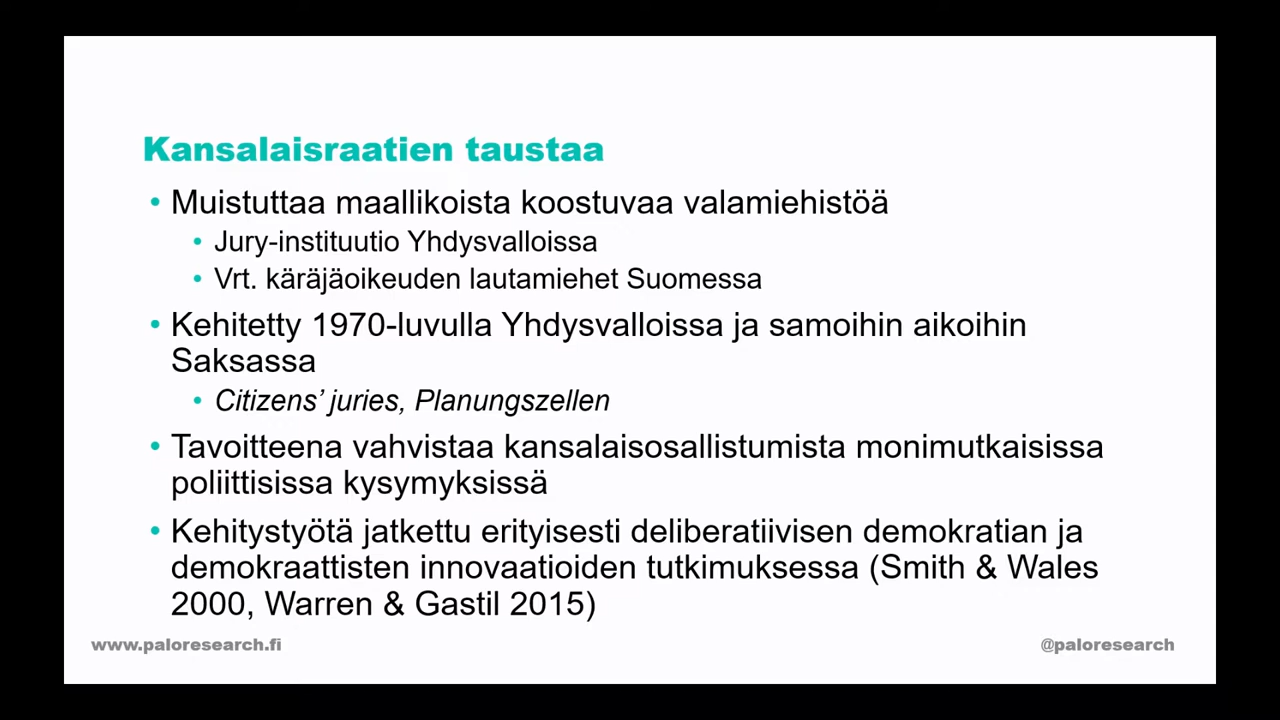 Kansalaisraatien taustaa
• Muistuttaa maallikoista koostuvaa valamiehistöä
• Jury-instituutio Yhdysvalloissa
• Vrt. käräjäoikeuden lautamiehet Suomessa
• Kehitetty 1970-luvulla Yhdysvalloissa ja samoihin aikoihin
Saksassa
• Citizens’ juries, Planungszellen
• Tavoitteena vahvistaa kansalaisosallistumista monimutkaisissa
poliittisissa kysymyksissä
• Kehitystyötä jatkettu erityisesti deliberatiivisen demokratian ja
demokraattisten innovaatioiden tutkimuksessa (Smith & Wales
2000, Warren & Gastil 2015)
www.paloresearch.fi
@paloresearch